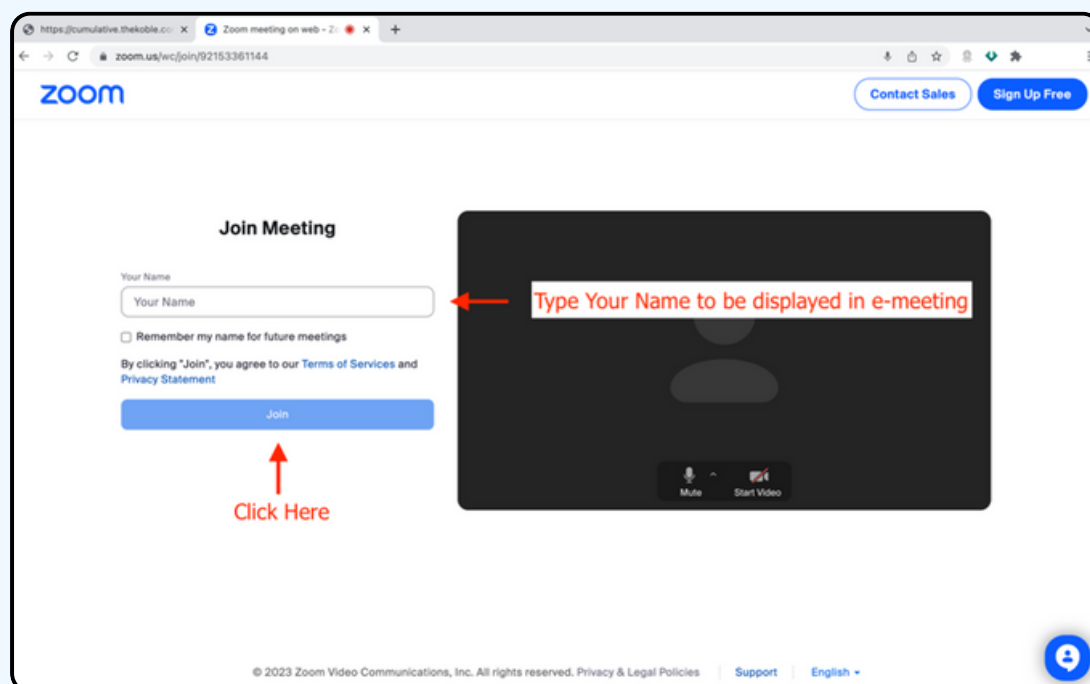 https://cumulative.thekoble.co
Zoom meeting on web - Zo
zoom.us/wc/join/92153361144
zoom
Contact Sales
Sign Up Free
Join Meeting
Your Name
Your Name
Type Your Name to be displayed in e-meeting
Remember my name for future meetings
By clicking "Join", you agree to our Terms of Services and
Privacy Statement
Join
Click Here
Mute
Start Video
© 2023 Zoom Video Communications, Inc. All rights reserved. Privacy & Legal Policies
Support
English